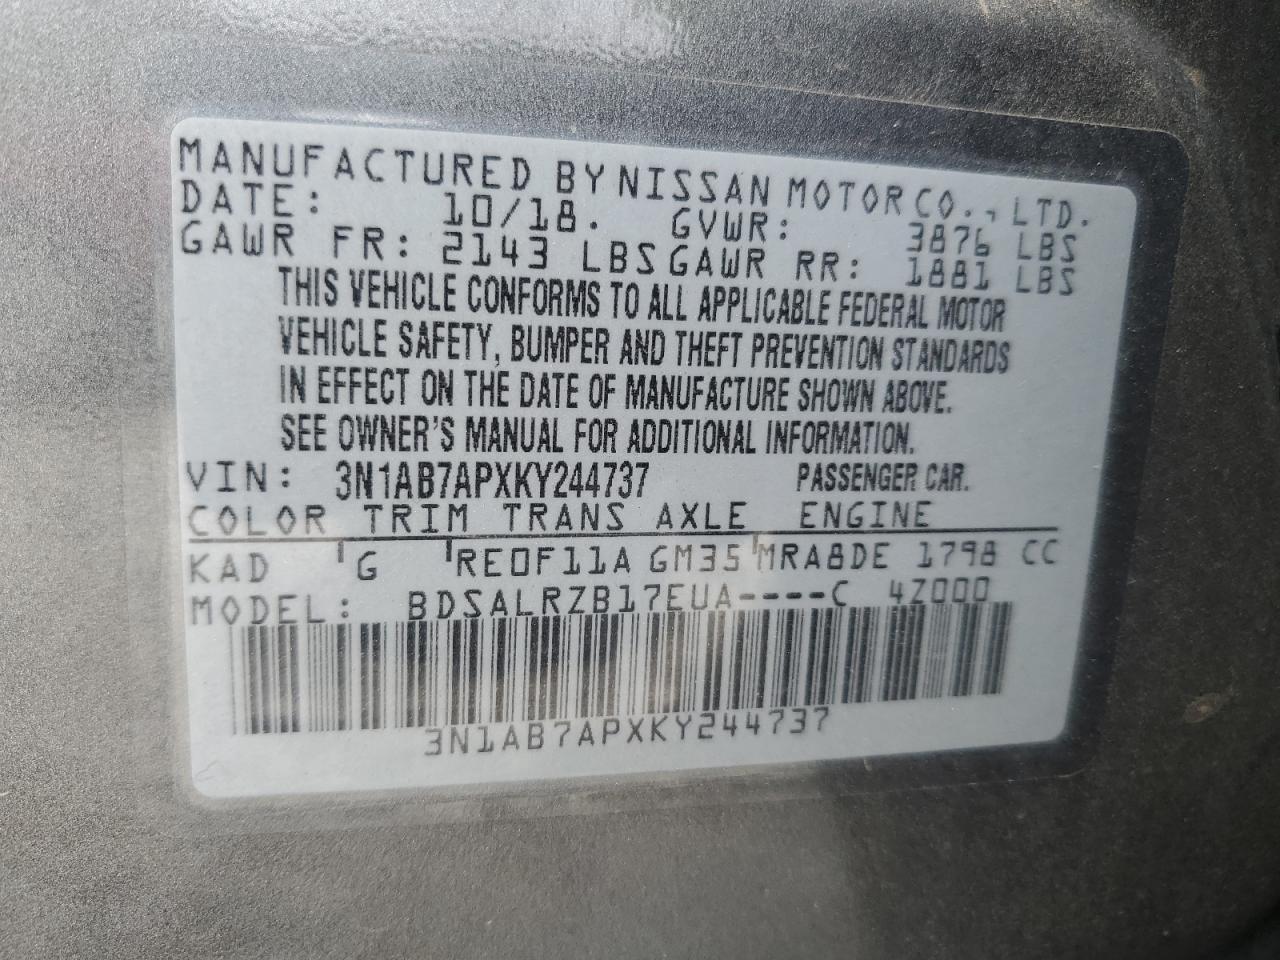 MANUFACTURED BY NISSAN MOTOR CO., LTD.
DATE: 10/18. GVWR: 3876 LBS
GAWR FR: 2143 LBS GAWR RR: 1881 LBS
THIS VEHICLE CONFORMS TO ALL APPLICABLE FEDERAL MOTOR
VEHICLE SAFETY, BUMPER AND THEFT PREVENTION STANDARDS
IN EFFECT ON THE DATE OF MANUFACTURE SHOWN ABOVE.
SEE OWNER'S MANUAL FOR ADDITIONAL INFORMATION.
VIN: 3N1AB7APXKY244737 PASSENGER CAR.
COLOR TRIM TRANS AXLE ENGINE
KAD G RE0F11A GM35 MRA8DE 1798 CC
MODEL: BDSALRZB17EUA----C 4Z000
3N1AB7APXKY244737